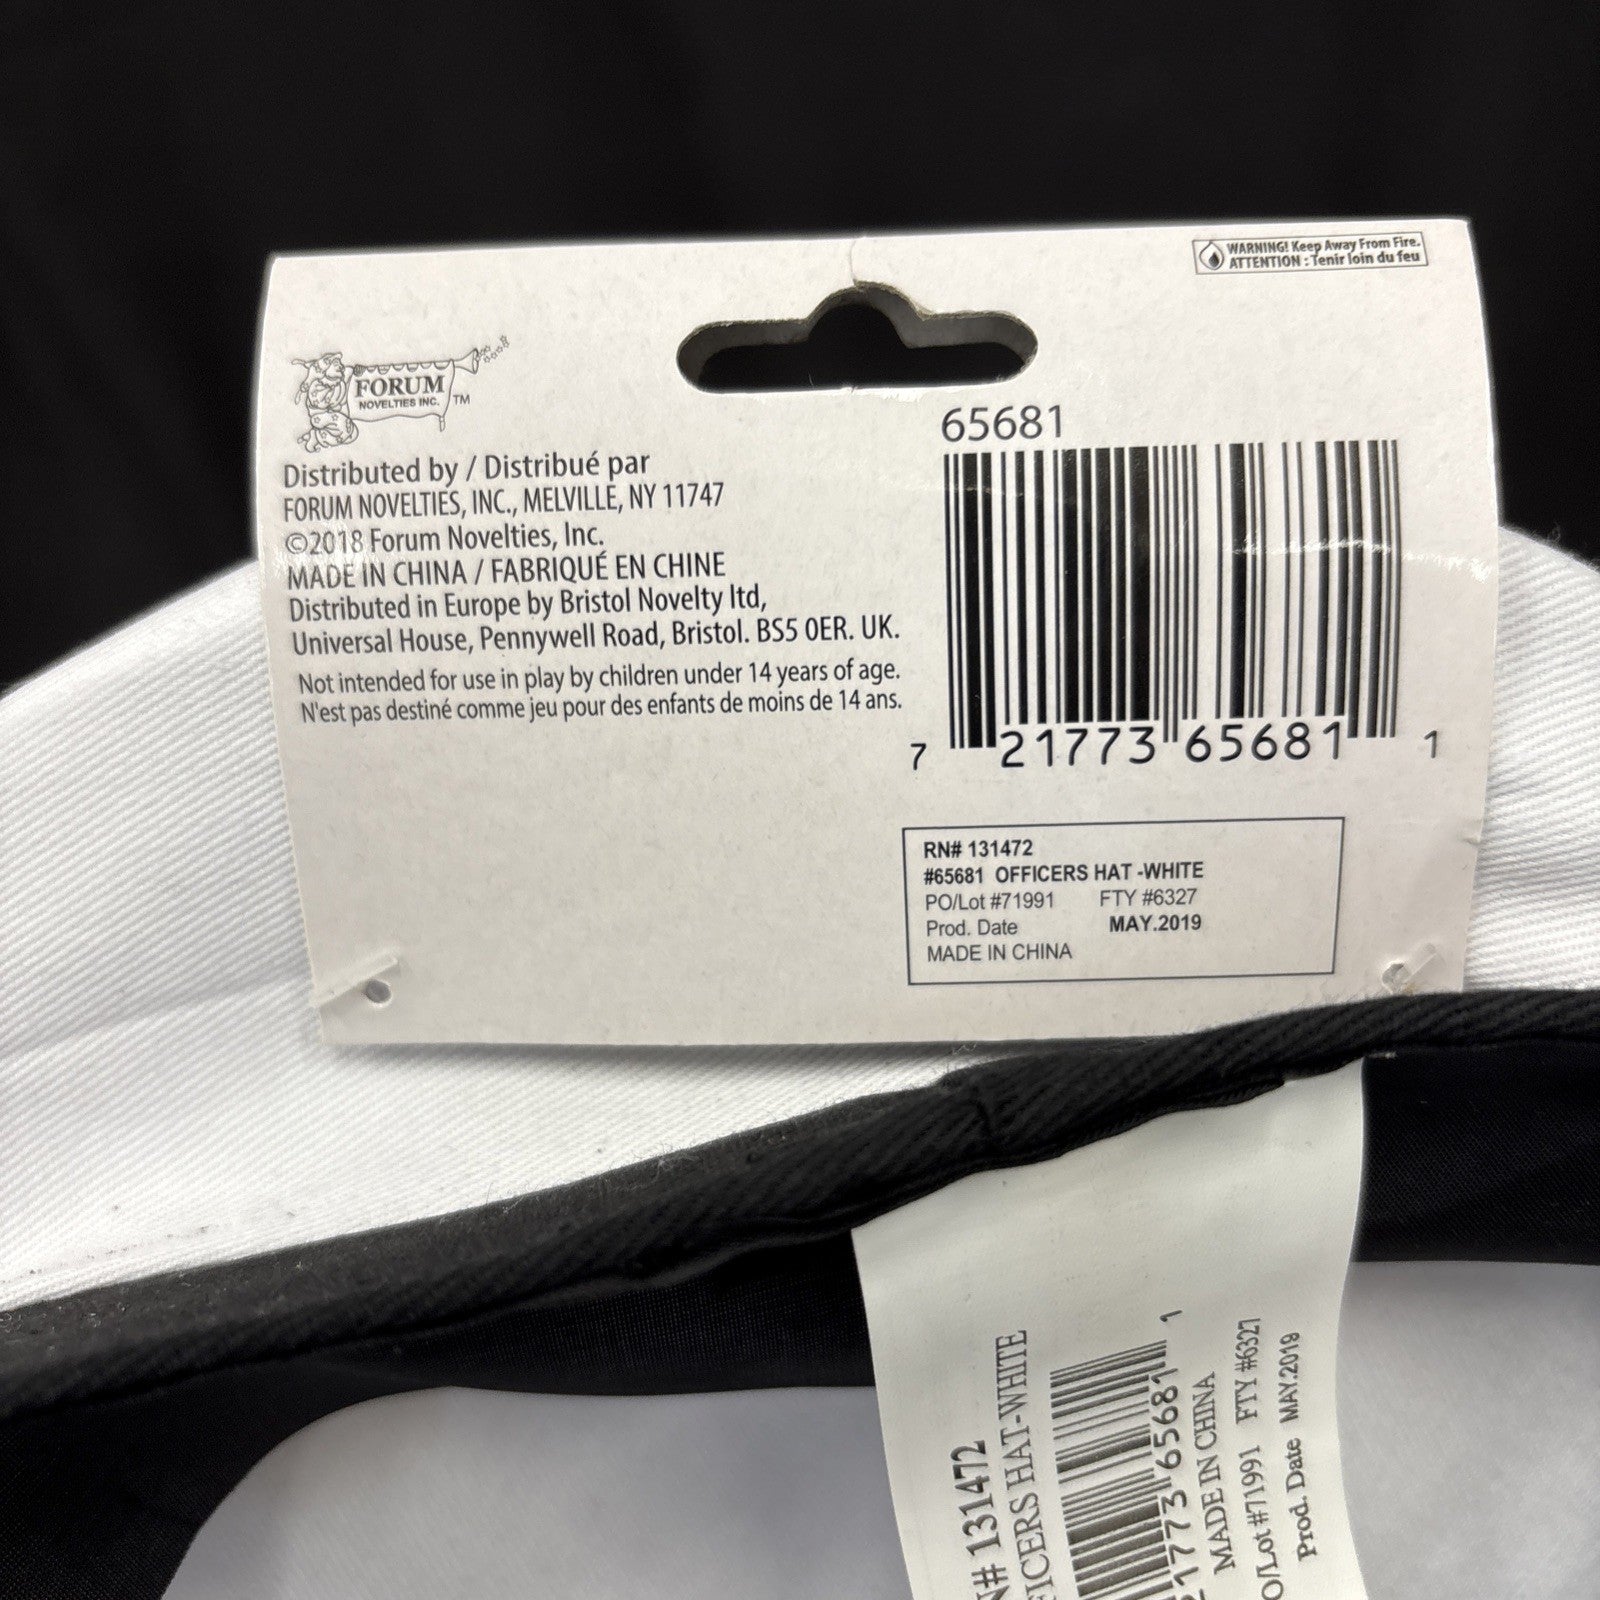 WARNING! Keep Away From Fire.
ATTENTION : Tenir loin du feu
FORUM
NOVELTIES INC. TM
Distributed by / Distribué par
FORUM NOVELTIES, INC., MELVILLE, NY 11747
©2018 Forum Novelties, Inc.
MADE IN CHINA / FABRIQUÉ EN CHINE
Distributed in Europe by Bristol Novelty ltd,
Universal House, Pennywell Road, Bristol. BS5 0ER. UK.
Not intended for use in play by children under 14 years of age.
N'est pas destiné comme jeu pour des enfants de moins de 14 ans.
65681
7 21773 65681 1
RN# 131472
#65681 OFFICERS HAT -WHITE
PO/Lot #71991 FTY #6327
Prod. Date MAY.2019
MADE IN CHINA
N# 131472
FICERS HAT-WHITE
21773 65681 1
MADE IN CHINA
O/Lot #71991 FTY #6327
Prod. Date MAY.2019